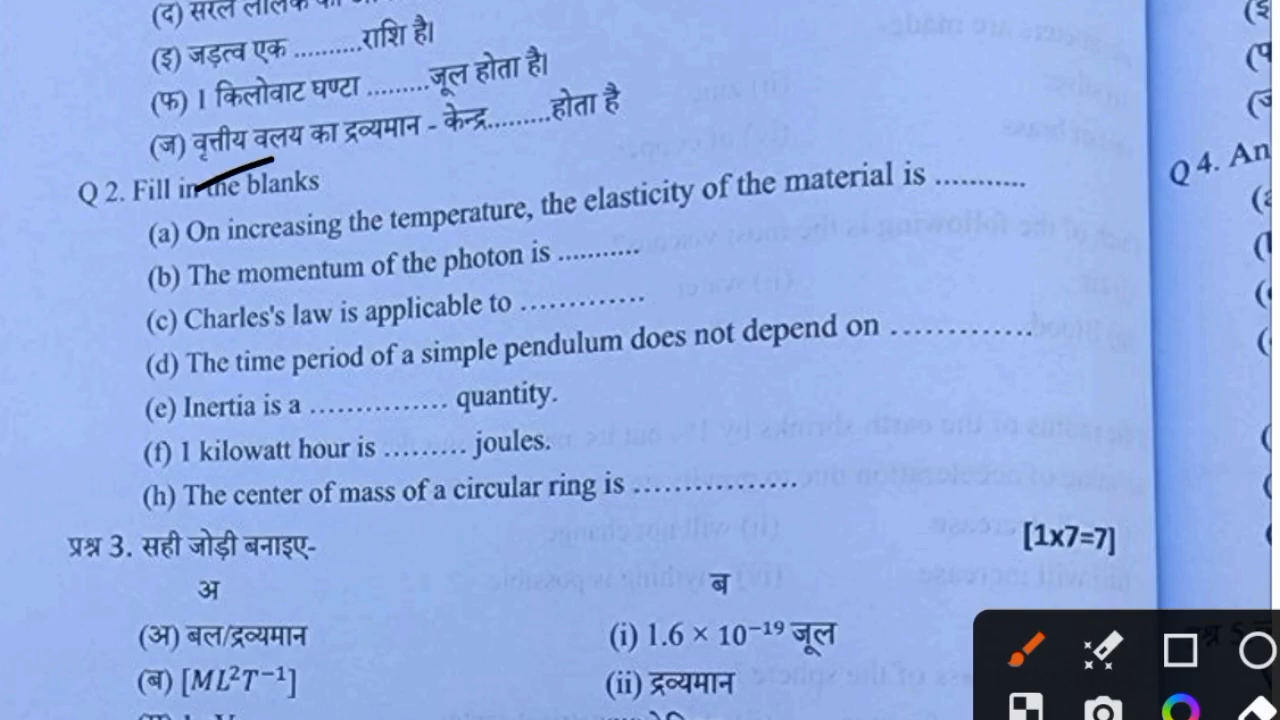 (द) सरल लोलक का
(इ) जड़त्व एक ..........राशि है।
(फ) 1 किलोवाट घण्टा .........जूल होता है।
(ज) वृत्तीय वलय का द्रव्यमान - केन्द्र.........होता है
Q 2. Fill in the blanks
(a) On increasing the temperature, the elasticity of the material is ...........
(b) The momentum of the photon is ...........
(c) Charles's law is applicable to .............
(d) The time period of a simple pendulum does not depend on .............
(e) Inertia is a .............. quantity.
(f) 1 kilowatt hour is ......... joules.
(h) The center of mass of a circular ring is .................
प्रश्न 3. सही जोड़ी बनाइए- [1x7=7]
अ ब
(अ) बल/द्रव्यमान (i) 1.6 × 10⁻¹⁹ जूल
(ब) [ML²T⁻¹] (ii) द्रव्यमान
Q 4. An